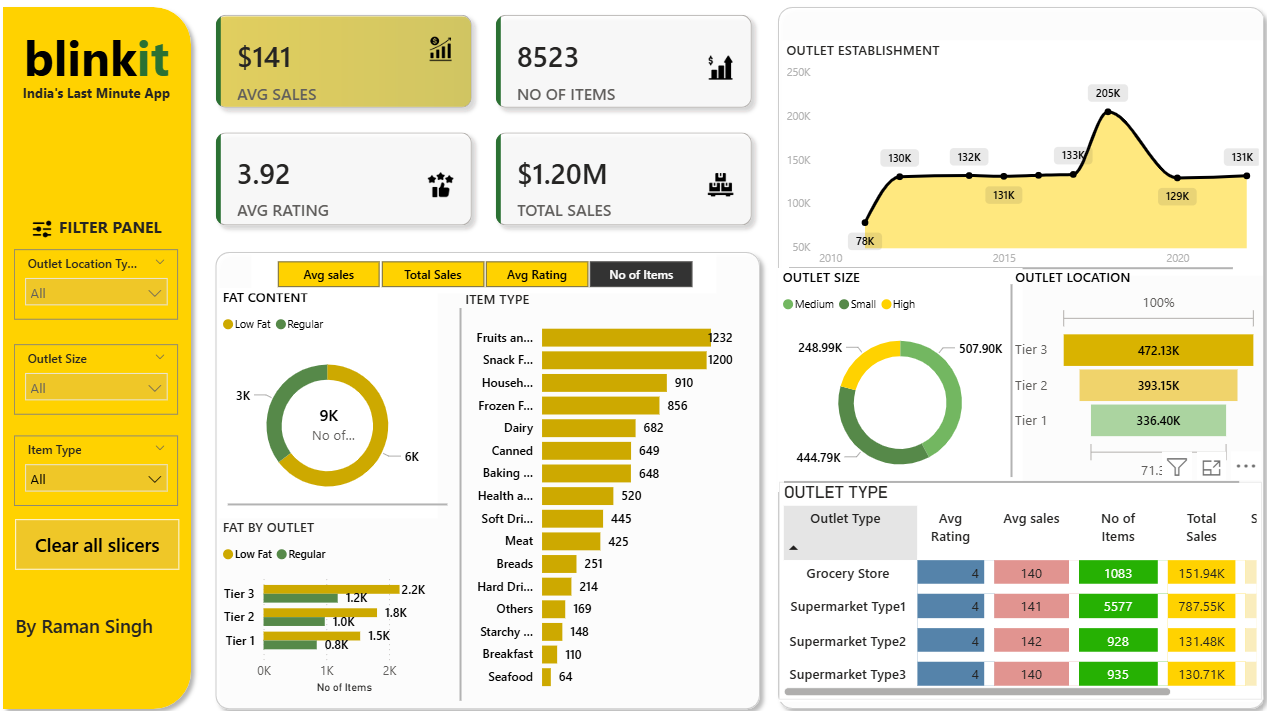 blinkit
India's Last Minute App
FILTER PANEL
Outlet Location Ty...
All
Outlet Size
All
Item Type
All
Clear all slicers
By Raman Singh
$141
AVG SALES
8523
NO OF ITEMS
3.92
AVG RATING
$1.20M
TOTAL SALES
Avg sales Total Sales Avg Rating No of Items
FAT CONTENT
Low Fat Regular
3K
9K
No of...
6K
FAT BY OUTLET
Low Fat Regular
Tier 3 2.2K
1.2K
Tier 2 1.8K
1.0K
Tier 1 1.5K
0.8K
0K 1K 2K
No of Items
ITEM TYPE
Fruits an... 1232
Snack F... 1200
Househ... 910
Frozen F... 856
Dairy 682
Canned 649
Baking ... 648
Health a... 520
Soft Dri... 445
Meat 425
Breads 251
Hard Dri... 214
Others 169
Starchy ... 148
Breakfast 110
Seafood 64
OUTLET ESTABLISHMENT
250K
200K
150K
100K
50K
78K
130K
132K
131K
133K
205K
129K
131K
2010 2015 2020
OUTLET SIZE
Medium Small High
248.99K
507.90K
444.79K
OUTLET LOCATION
100%
Tier 3 472.13K
Tier 2 393.15K
Tier 1 336.40K
71.3
OUTLET TYPE
Outlet Type Avg Rating Avg sales No of Items Total Sales S
Grocery Store 4 140 1083 151.94K
Supermarket Type1 4 141 5577 787.55K
Supermarket Type2 4 142 928 131.48K
Supermarket Type3 4 140 935 130.71K